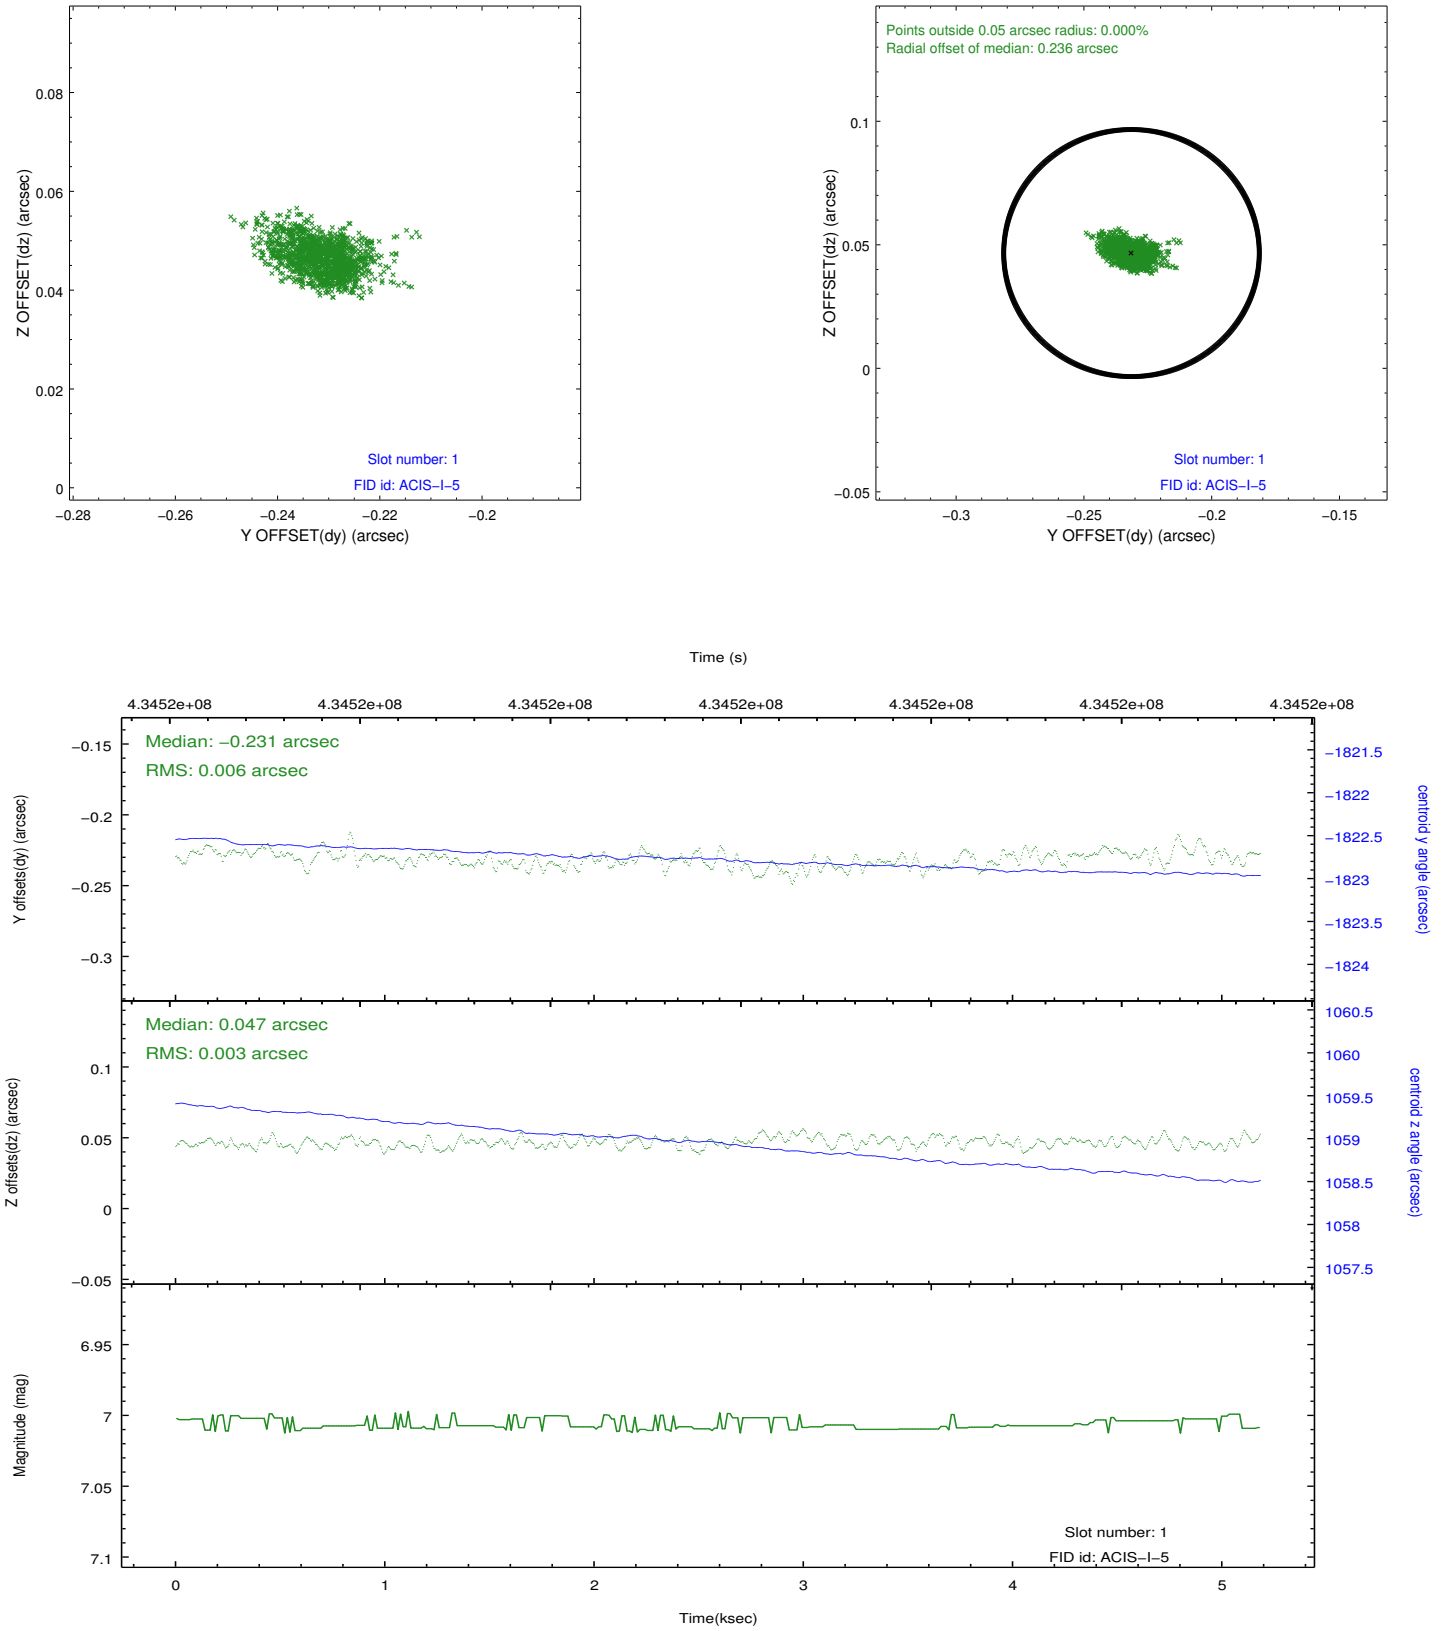 0.08
0.06
0.04
0.02
0
−0.28
−0.26
−0.24
−0.22
−0.2
Z OFFSET(dz) (arcsec)
Y OFFSET(dy) (arcsec)
Slot number: 1
FID id: ACIS−I−5
Points outside 0.05 arcsec radius: 0.000%
Radial offset of median: 0.236 arcsec
0.1
0.05
0
−0.05
−0.3
−0.25
−0.2
−0.15
Z OFFSET(dz) (arcsec)
Y OFFSET(dy) (arcsec)
Slot number: 1
FID id: ACIS−I−5
Time (s)
4.3452e+08 4.3452e+08 4.3452e+08 4.3452e+08 4.3452e+08 4.3452e+08 4.3452e+08
Median: −0.231 arcsec
RMS: 0.006 arcsec
−0.15
−0.2
−0.25
−0.3
Y offsets(dy) (arcsec)
−1821.5
−1822
−1822.5
−1823
−1823.5
−1824
centroid y angle (arcsec)
Median: 0.047 arcsec
RMS: 0.003 arcsec
0.1
0.05
0
−0.05
Z offsets(dz) (arcsec)
1060.5
1060
1059.5
1059
1058.5
1058
1057.5
centroid z angle (arcsec)
6.95
7
7.05
7.1
Magnitude (mag)
Slot number: 1
FID id: ACIS−I−5
0 1 2 3 4 5
Time(ksec)